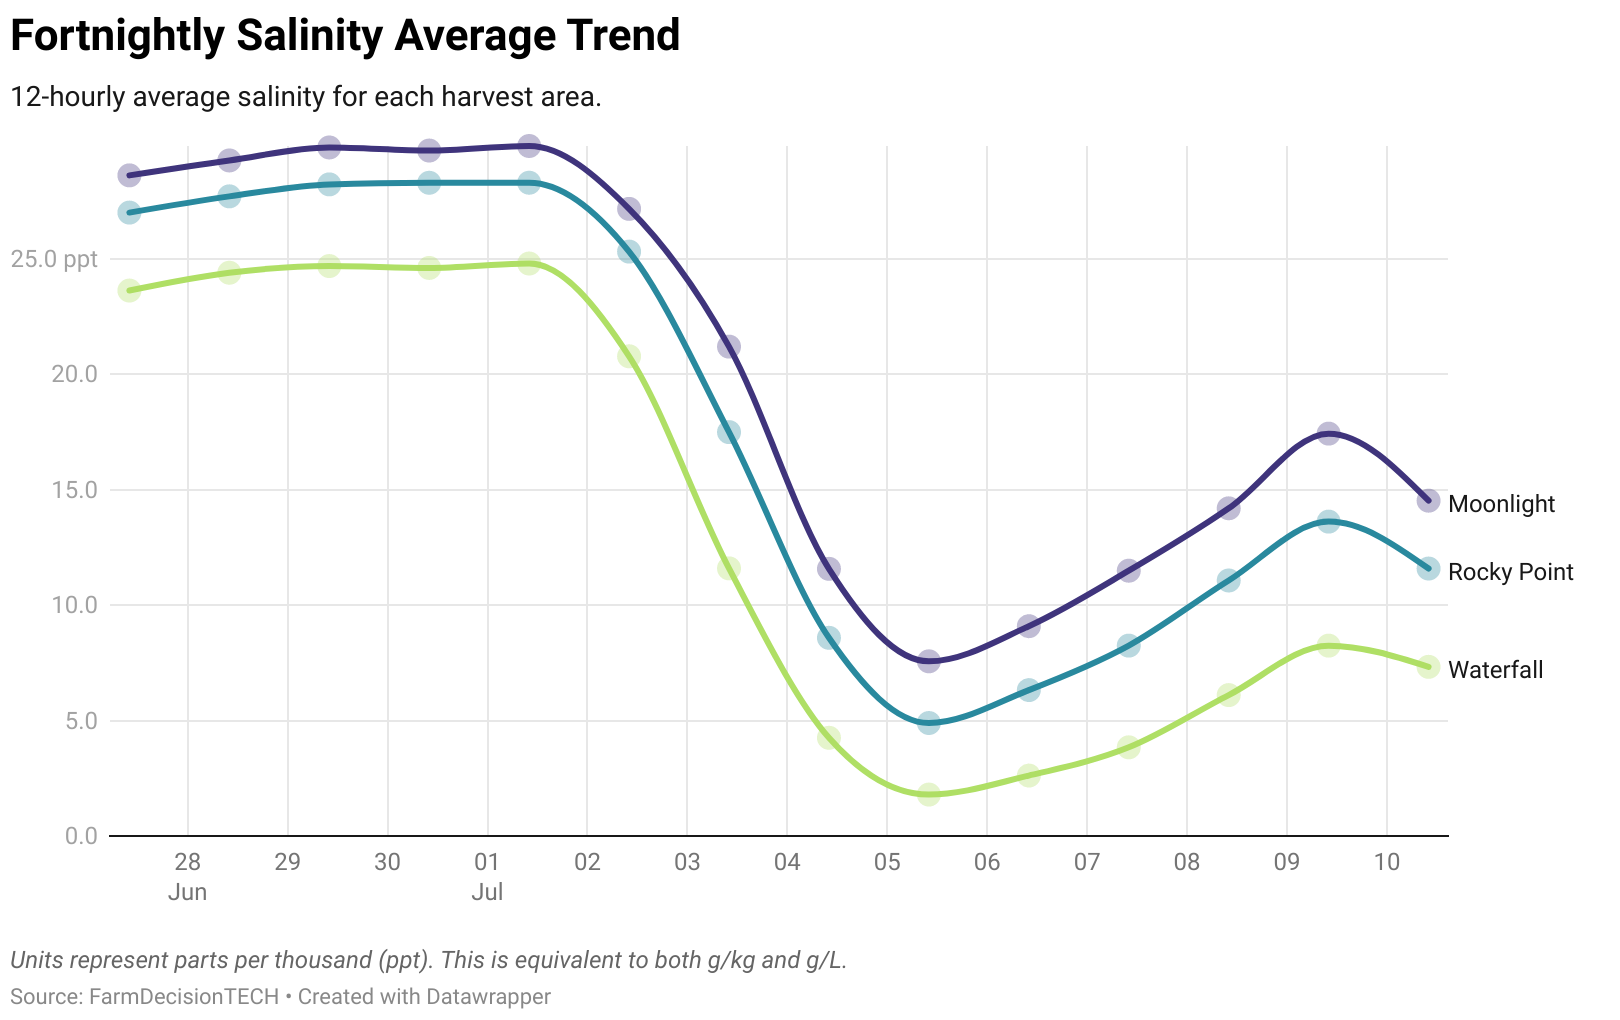 Fortnightly Salinity Average Trend
12-hourly average salinity for each harvest area.
25.0 ppt
20.0
15.0
10.0
5.0
0.0
Moonlight
Rocky Point
Waterfall
28 29 30 01 02 03 04 05 06 07 08 09 10
Jun Jul
Units represent parts per thousand (ppt). This is equivalent to both g/kg and g/L.
Source: FarmDecisionTECH • Created with Datawrapper